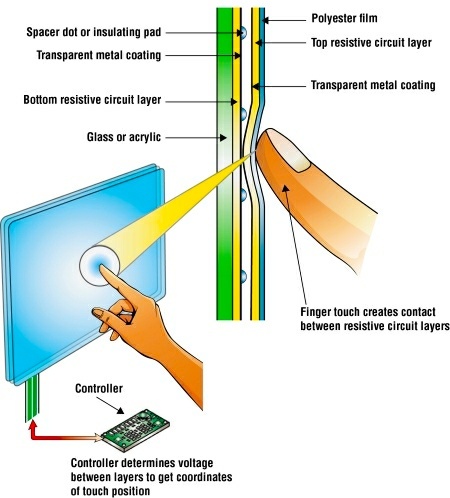 Polyester film
Spacer dot or insulating pad
Top resistive circuit layer
Transparent metal coating
Transparent metal coating
Bottom resistive circuit layer
Glass or acrylic
Finger touch creates contact
between resistive circuit layers
Controller
Controller determines voltage
between layers to get coordinates
of touch position